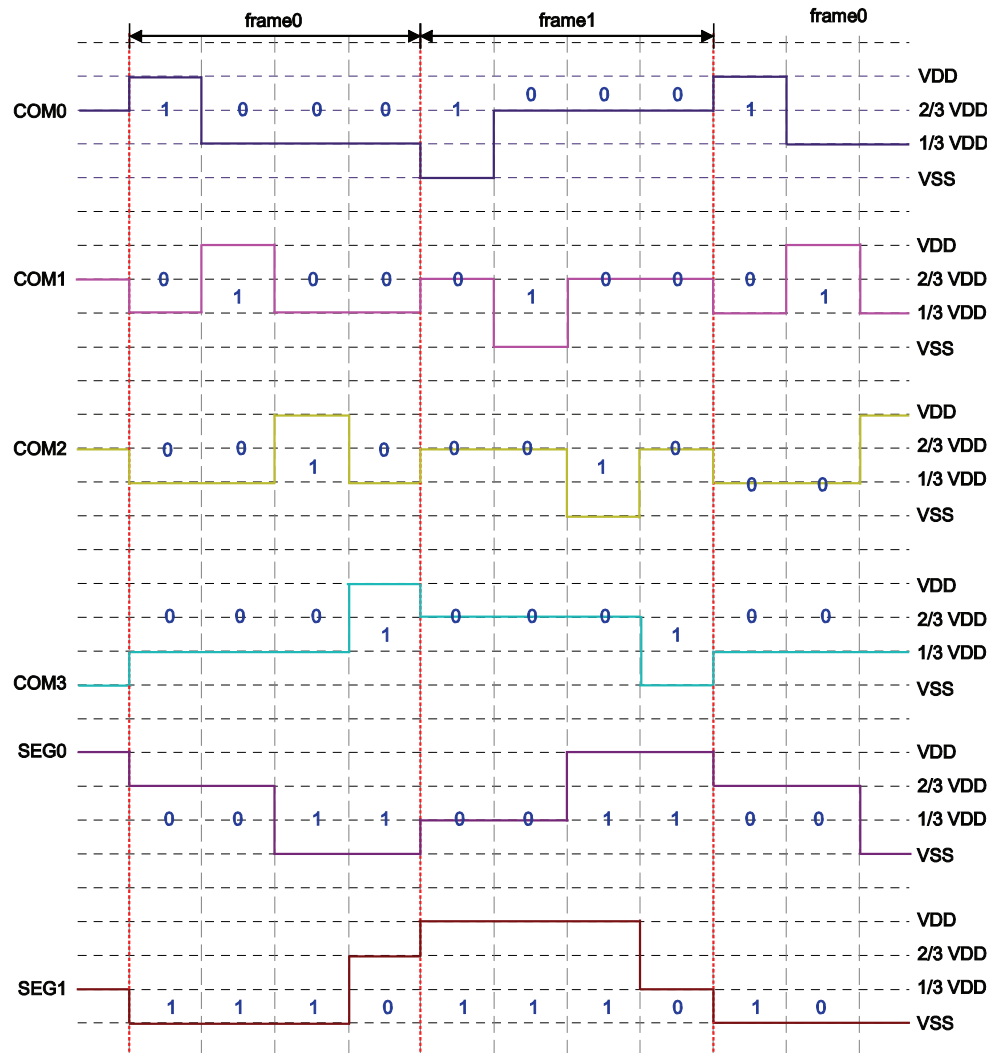 frame0 frame1 frame0
VDD
COM0 1 0 0 0 1 0 0 0 1 2/3 VDD
1/3 VDD
VSS
VDD
COM1 0 1 0 0 0 1 0 0 0 1 2/3 VDD
1/3 VDD
VSS
VDD
COM2 0 0 1 0 0 0 1 0 0 0 2/3 VDD
1/3 VDD
VSS
VDD
0 0 0 1 0 0 0 1 0 0 2/3 VDD
1/3 VDD
COM3 VSS
SEG0 VDD
2/3 VDD
0 0 1 1 0 0 1 1 0 0 1/3 VDD
VSS
VDD
2/3 VDD
SEG1 1/3 VDD
1 1 1 0 1 1 1 0 1 0 VSS